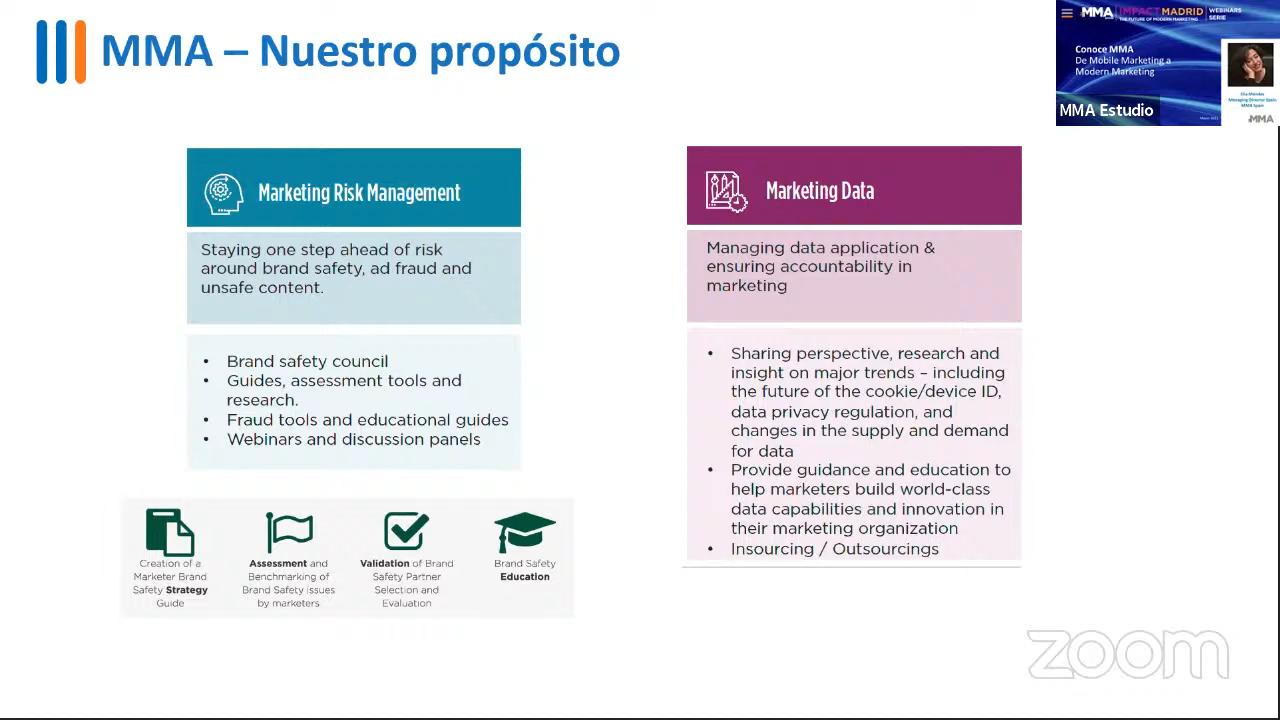 MMA – Nuestro propósito
MMA IMPACT MADRID WEBINARS
THE FUTURE OF MODERN MARKETING SERIE
Conoce MMA
De Mobile Marketing a
Modern Marketing
Elia Méndez
Managing Director Spain
MMA Spain
MMA Estudio
MMA
Marketing Risk Management
Staying one step ahead of risk
around brand safety, ad fraud and
unsafe content.
• Brand safety council
• Guides, assessment tools and
research.
• Fraud tools and educational guides
• Webinars and discussion panels
Creation of a
Marketer Brand
Safety Strategy
Guide
Assessment and
Benchmarking of
Brand Safety issues
by marketers
Validation of Brand
Safety Partner
Selection and
Evaluation
Brand Safety
Education
Marketing Data
Managing data application &
ensuring accountability in
marketing
• Sharing perspective, research and
insight on major trends – including
the future of the cookie/device ID,
data privacy regulation, and
changes in the supply and demand
for data
• Provide guidance and education to
help marketers build world-class
data capabilities and innovation in
their marketing organization
• Insourcing / Outsourcings
zoom